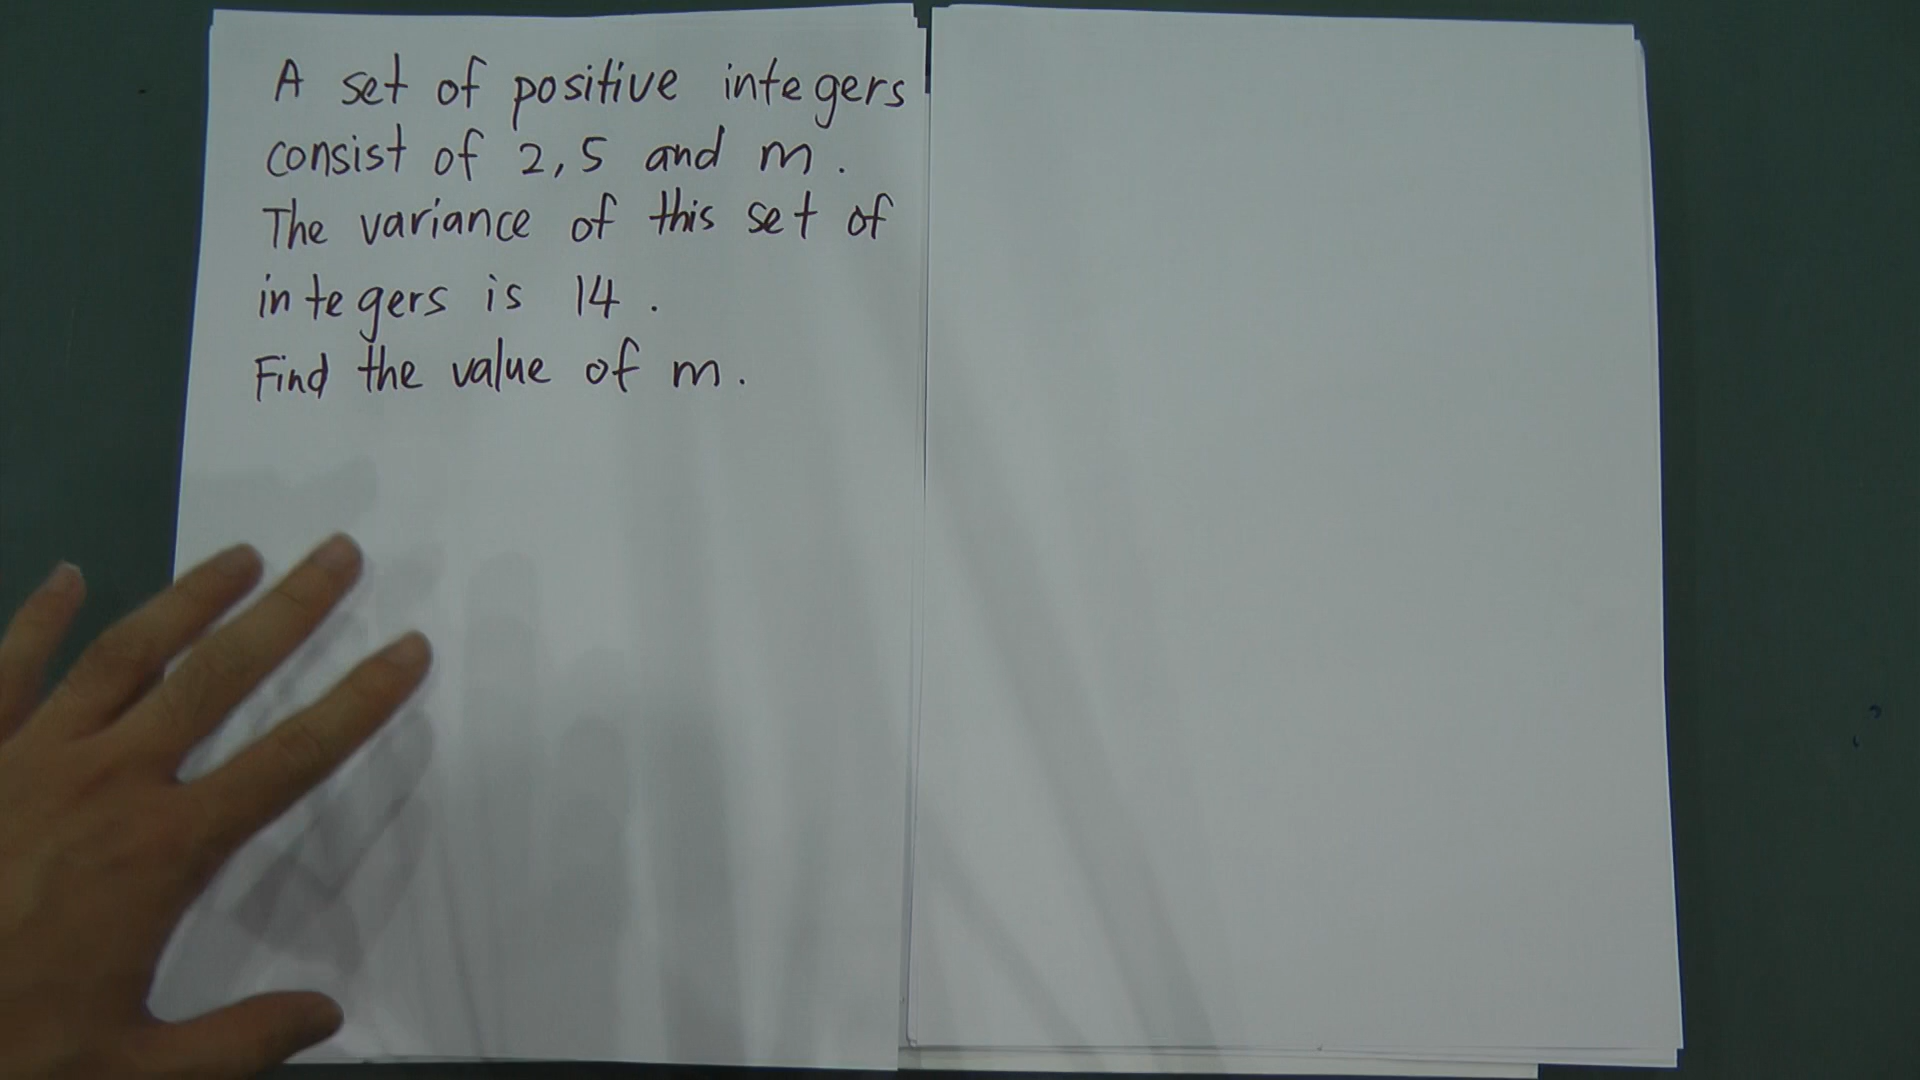 A set of positive integers
consist of 2, 5 and m.
The variance of this set of
integers is 14.
Find the value of m.